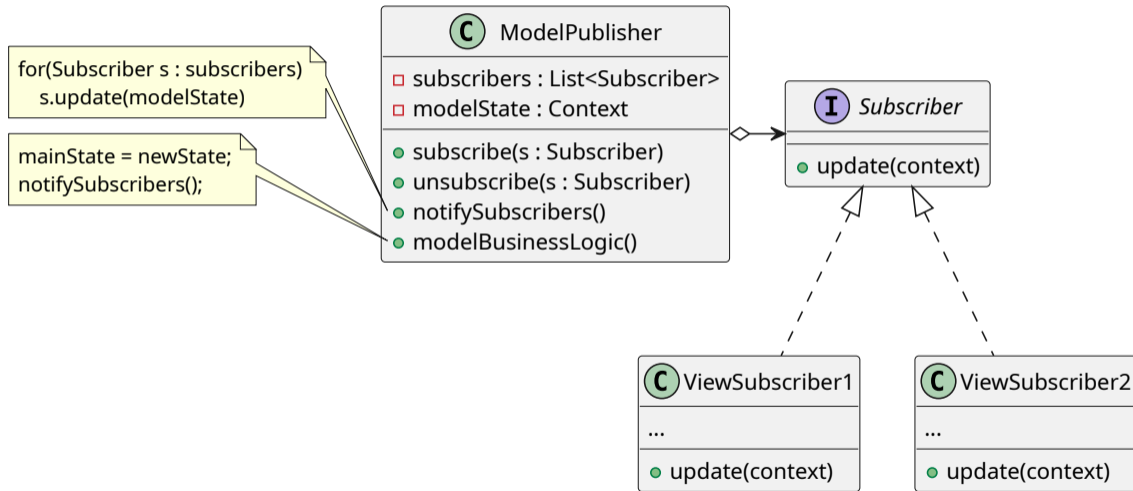 for(Subscriber s : subscribers)
s.update(modelState)
mainState = newState;
notifySubscribers();
C ModelPublisher
subscribers : List<Subscriber>
modelState : Context
subscribe(s : Subscriber)
unsubscribe(s : Subscriber)
notifySubscribers()
modelBusinessLogic()
I Subscriber
update(context)
C ViewSubscriber1
...
update(context)
C ViewSubscriber2
...
update(context)